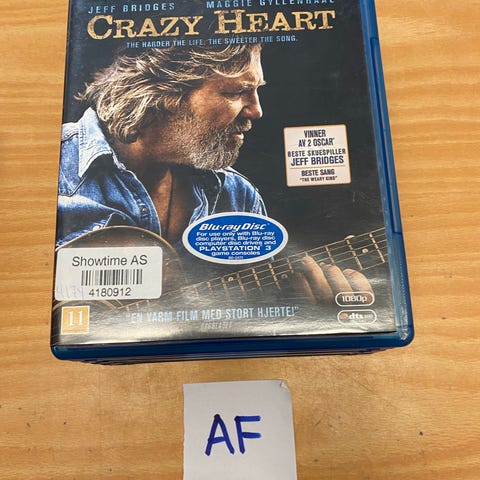 JEFF BRIDGES MAGGIE GYLLENHAAL
CRAZY HEART
THE HARDER THE LIFE, THE SWEETER THE SONG.
VINNER
AV 2 OSCAR
BESTE SKUESPILLER
JEFF BRIDGES
BESTE SANG
"THE WEARY KIND"
Blu-ray Disc
For use only with Blu-ray
disc players, Blu-ray disc
computer disc drives and
PLAYSTATION 3
game consoles
Showtime AS
4180912
11
"EN VARM FILM MED STORT HJERTE!"
DAGBLADET
1080p
dts
AF